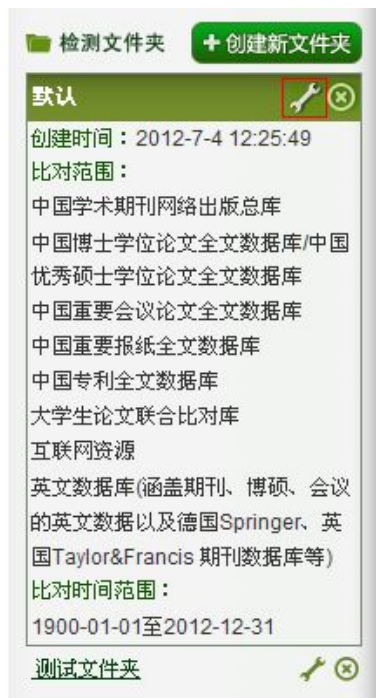 检测文件夹 +创建新文件夹
默认
创建时间：2012-7-4 12:25:49
比对范围：
中国学术期刊网络出版总库
中国博士学位论文全文数据库/中国
优秀硕士学位论文全文数据库
中国重要会议论文全文数据库
中国重要报纸全文数据库
中国专利全文数据库
大学生论文联合比对库
互联网资源
英文数据库(涵盖期刊、博硕、会议
的英文数据以及德国Springer、英
国Taylor&Francis 期刊数据库等)
比对时间范围：
1900-01-01至2012-12-31
测试文件夹